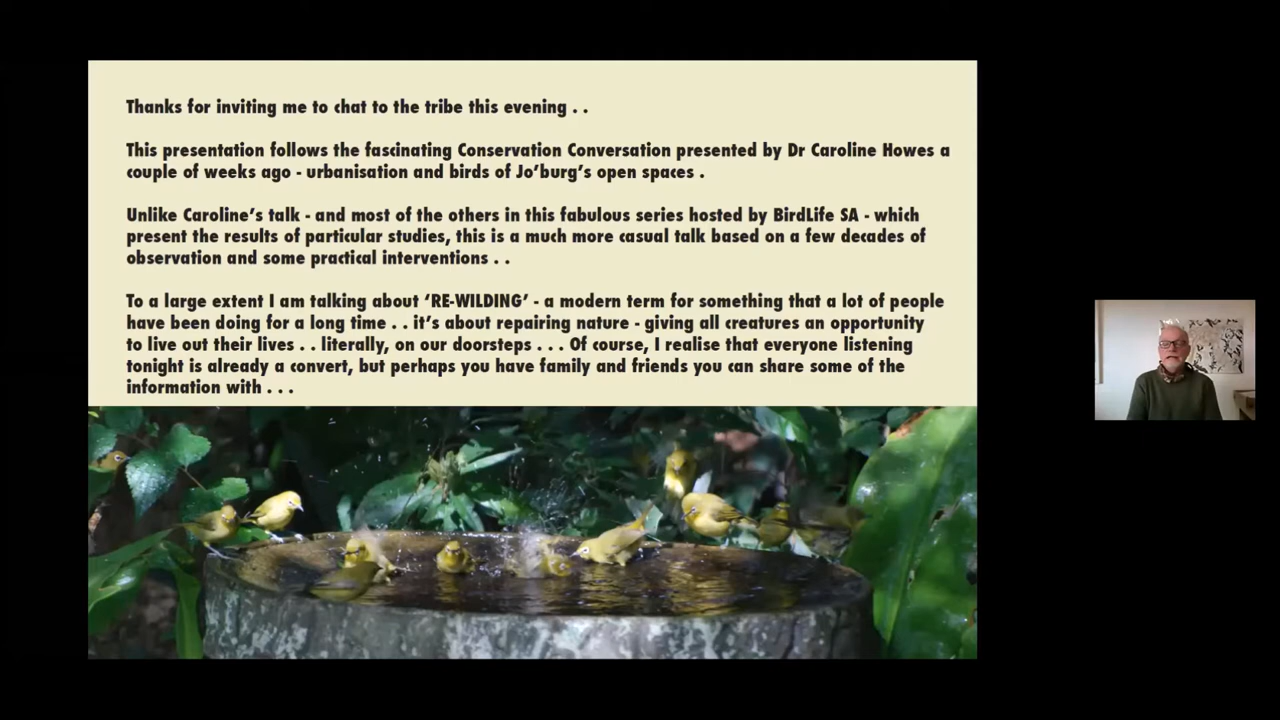 Thanks for inviting me to chat to the tribe this evening . .
This presentation follows the fascinating Conservation Conversation presented by Dr Caroline Howes a
couple of weeks ago - urbanisation and birds of Jo’burg’s open spaces .
Unlike Caroline’s talk - and most of the others in this fabulous series hosted by BirdLife SA - which
present the results of particular studies, this is a much more casual talk based on a few decades of
observation and some practical interventions . .
To a large extent I am talking about ‘RE-WILDING’ - a modern term for something that a lot of people
have been doing for a long time . . it’s about repairing nature - giving all creatures an opportunity
to live out their lives . . literally, on our doorsteps . . . Of course, I realise that everyone listening
tonight is already a convert, but perhaps you have family and friends you can share some of the
information with . . .